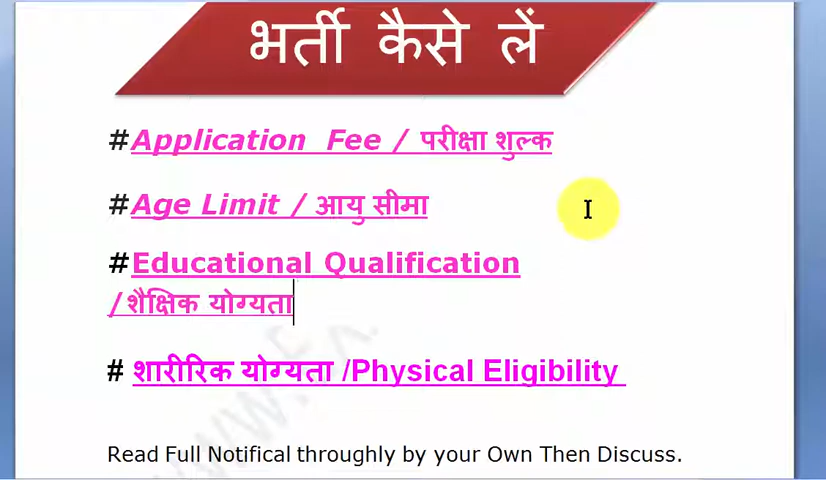 भर्ती कैसे लें
#Application Fee / परीक्षा शुल्क
#Age Limit / आयु सीमा
#Educational Qualification
/शैक्षिक योग्यता
# शारीरिक योग्यता /Physical Eligibility
Read Full Notifical throughly by your Own Then Discuss.